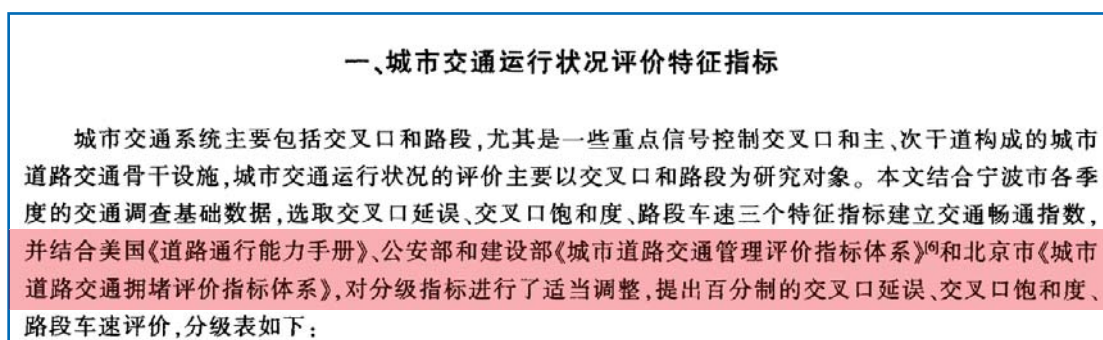 一、城市交通运行状况评价特征指标
城市交通系统主要包括交叉口和路段,尤其是一些重点信号控制交叉口和主、次干道构成的城市
道路交通骨干设施,城市交通运行状况的评价主要以交叉口和路段为研究对象。本文结合宁波市各季
度的交通调查基础数据,选取交叉口延误、交叉口饱和度、路段车速三个特征指标建立交通畅通指数,
并结合美国《道路通行能力手册》、公安部和建设部《城市道路交通管理评价指标体系》[6]和北京市《城市
道路交通拥堵评价指标体系》,对分级指标进行了适当调整,提出百分制的交叉口延误、交叉口饱和度、
路段车速评价,分级表如下: